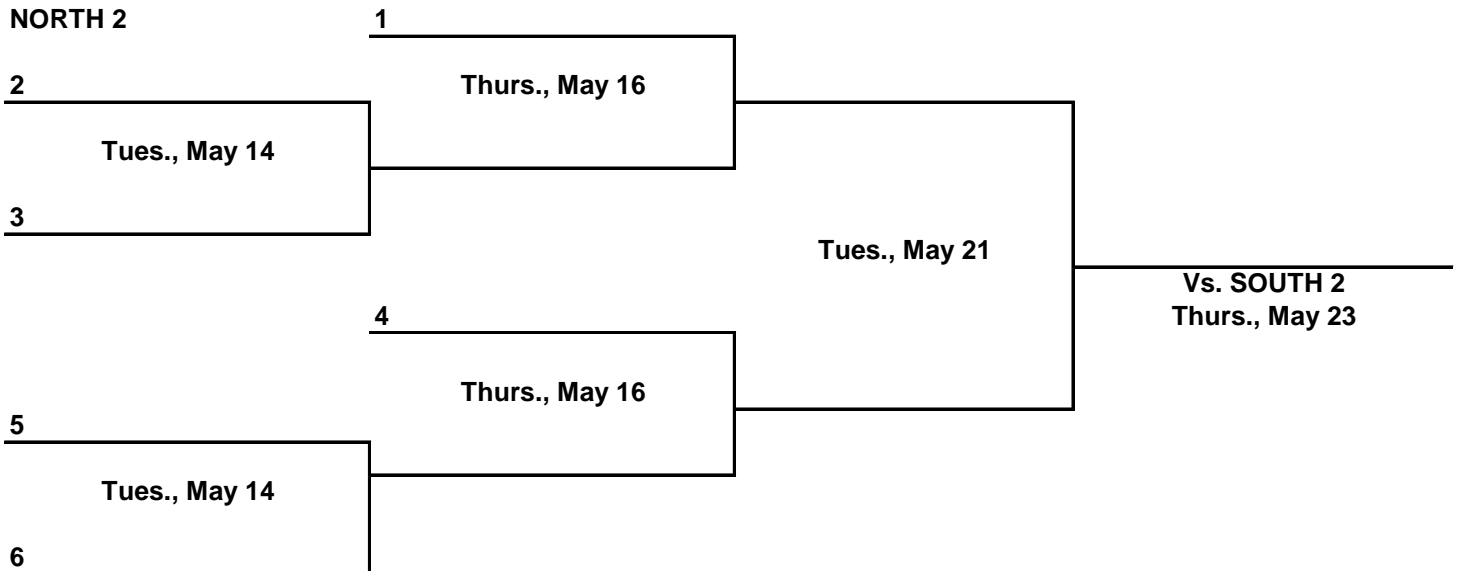 NORTH 2
1
2
Thurs., May 16
Tues., May 14
3
Tues., May 21
Vs. SOUTH 2
Thurs., May 23
4
Thurs., May 16
5
Tues., May 14
6